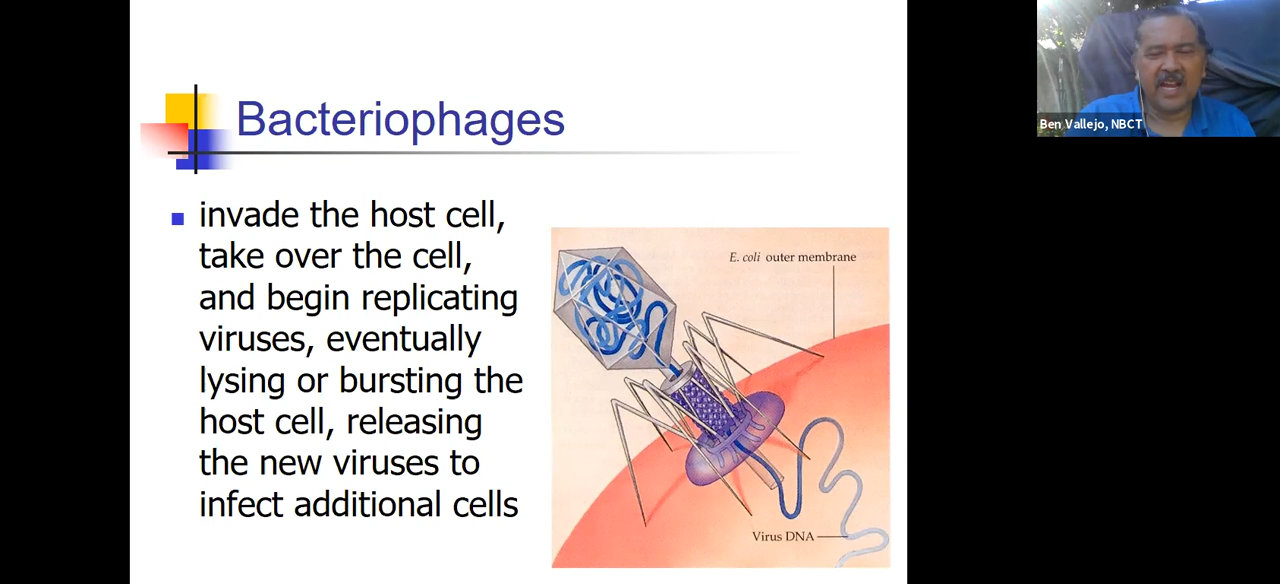 Bacteriophages
invade the host cell,
take over the cell,
and begin replicating
viruses, eventually
lysing or bursting the
host cell, releasing
the new viruses to
infect additional cells
E. coli outer membrane
Virus DNA
Ben Vallejo, NBCT